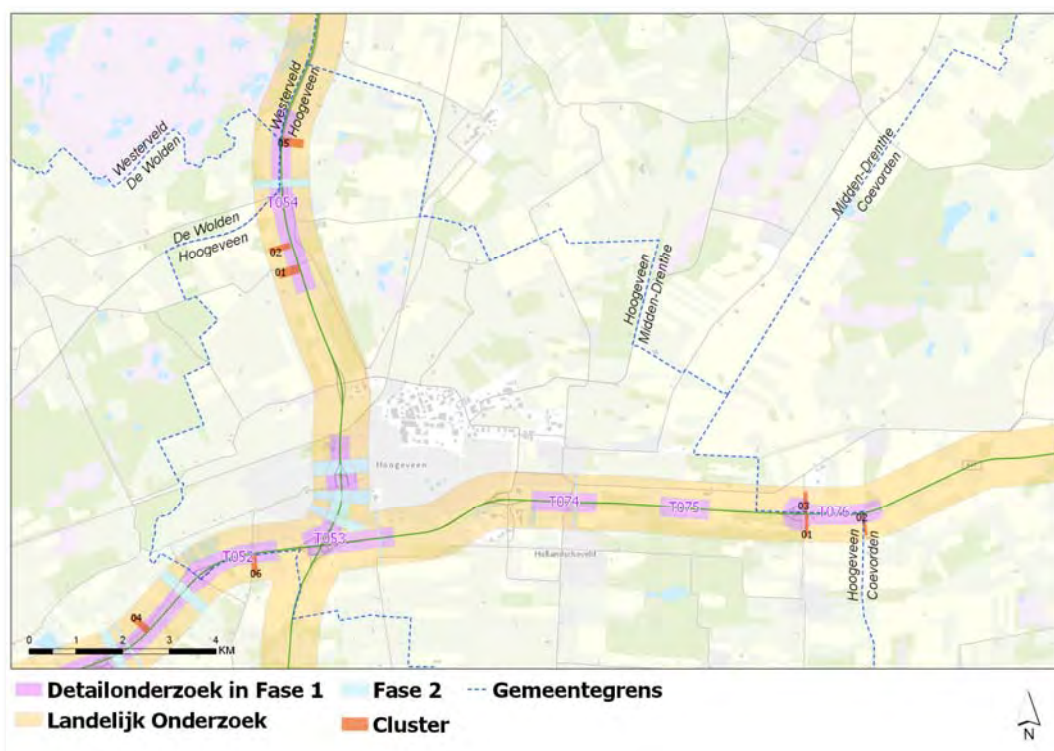 Westerveld
Hoogeveen
05
Westerveld
De Wolden
Midden-Drenthe
Coevorden
T054
De Wolden
Hoogeveen
02
01
Hoogeveen
Midden-Drenthe
Hoogeveen
T074
T075
03
T076
02
01
T053
T052
06
Hollandscheveld
Hoogeveen
Coevorden
04
0 1 2 3 4
KM
Detailonderzoek in Fase 1
Fase 2
Gemeentegrens
Landelijk Onderzoek
Cluster
N